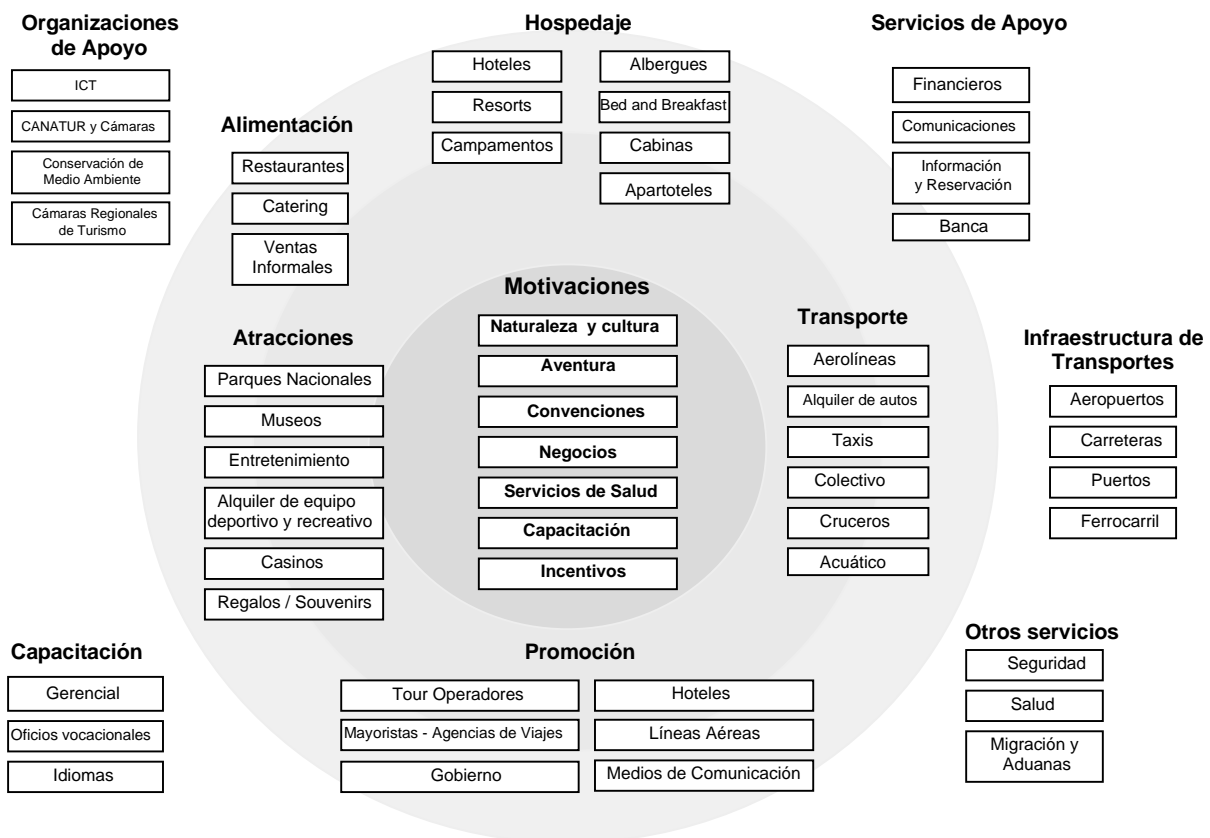 Organizaciones
de Apoyo
ICT
CANATUR y Cámaras
Conservación de
Medio Ambiente
Cámaras Regionales
de Turismo
Alimentación
Restaurantes
Catering
Ventas
Informales
Hospedaje
Hoteles
Resorts
Campamentos
Albergues
Bed and Breakfast
Cabinas
Apartoteles
Servicios de Apoyo
Financieros
Comunicaciones
Información
y Reservación
Banca
Atracciones
Parques Nacionales
Museos
Entretenimiento
Alquiler de equipo
deportivo y recreativo
Casinos
Regalos / Souvenirs
Motivaciones
Naturaleza y cultura
Aventura
Convenciones
Negocios
Servicios de Salud
Capacitación
Incentivos
Transporte
Aerolíneas
Alquiler de autos
Taxis
Colectivo
Cruceros
Acuático
Infraestructura de
Transportes
Aeropuertos
Carreteras
Puertos
Ferrocarril
Capacitación
Gerencial
Oficios vocacionales
Idiomas
Promoción
Tour Operadores
Mayoristas - Agencias de Viajes
Gobierno
Hoteles
Líneas Aéreas
Medios de Comunicación
Otros servicios
Seguridad
Salud
Migración y
Aduanas